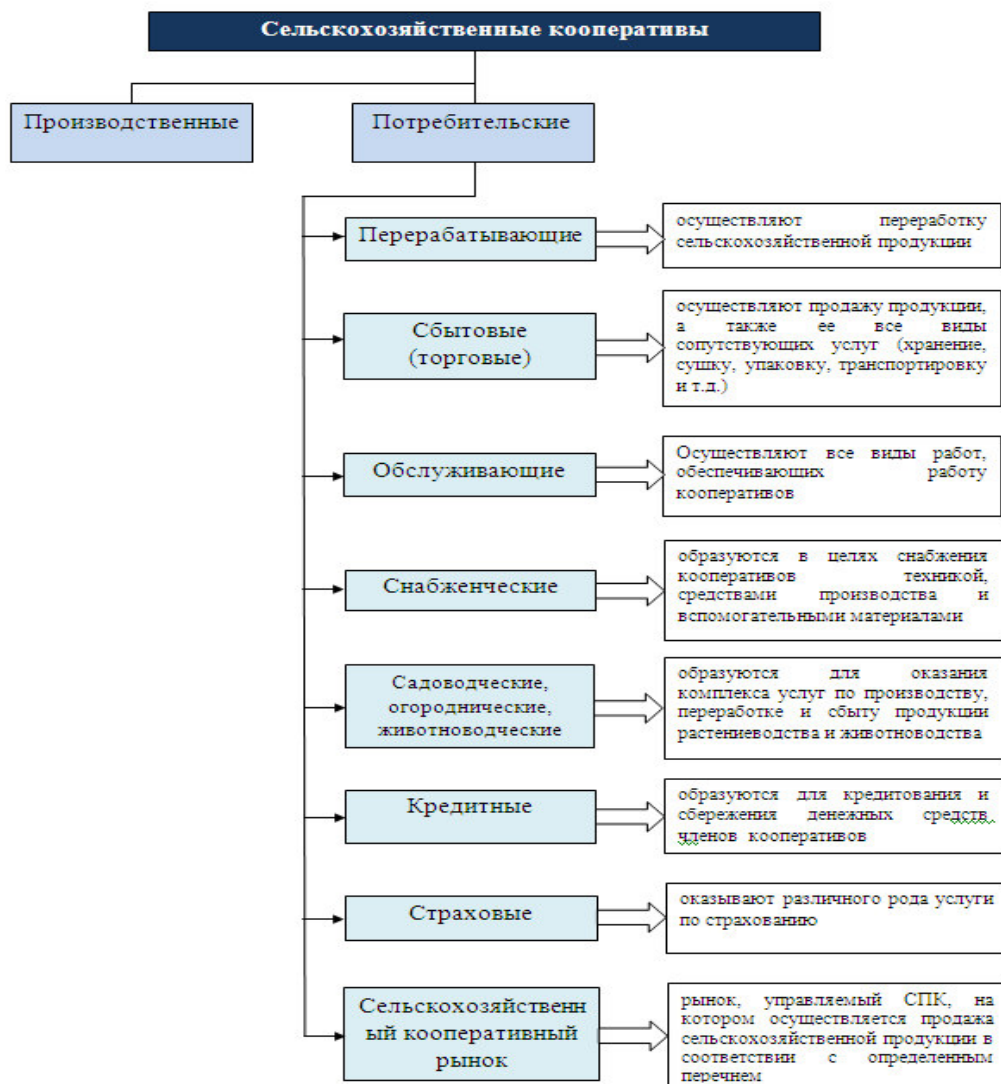 Сельскохозяйственные кооперативы
Производственные
Потребительские
Перерабатывающие
осуществляют переработку
сельскохозяйственной продукции
Сбытовые
(торговые)
осуществляют продажу продукции,
а также ее все виды
сопутствующих услуг (хранение,
сушку, упаковку, транспортировку
и т.д.)
Обслуживающие
Осуществляют все виды работ,
обеспечивающих работу
кооперативов
Снабженческие
образуются в целях снабжения
кооперативов техникой,
средствами производства и
вспомогательными материалами
Садоводческие,
огороднические,
животноводческие
образуются для оказания
комплекса услуг по производству,
переработке и сбыту продукции
растениеводства и животноводства
Кредитные
образуются для кредитования и
сбережения денежных средств
членов кооперативов
Страховые
оказывают различного рода услуги
по страхованию
Сельскохозяйственн
ый кооперативный
рынок
рынок, управляемый СПК, на
котором осуществляется продажа
сельскохозяйственной продукции в
соответствии с определенным
перечнем